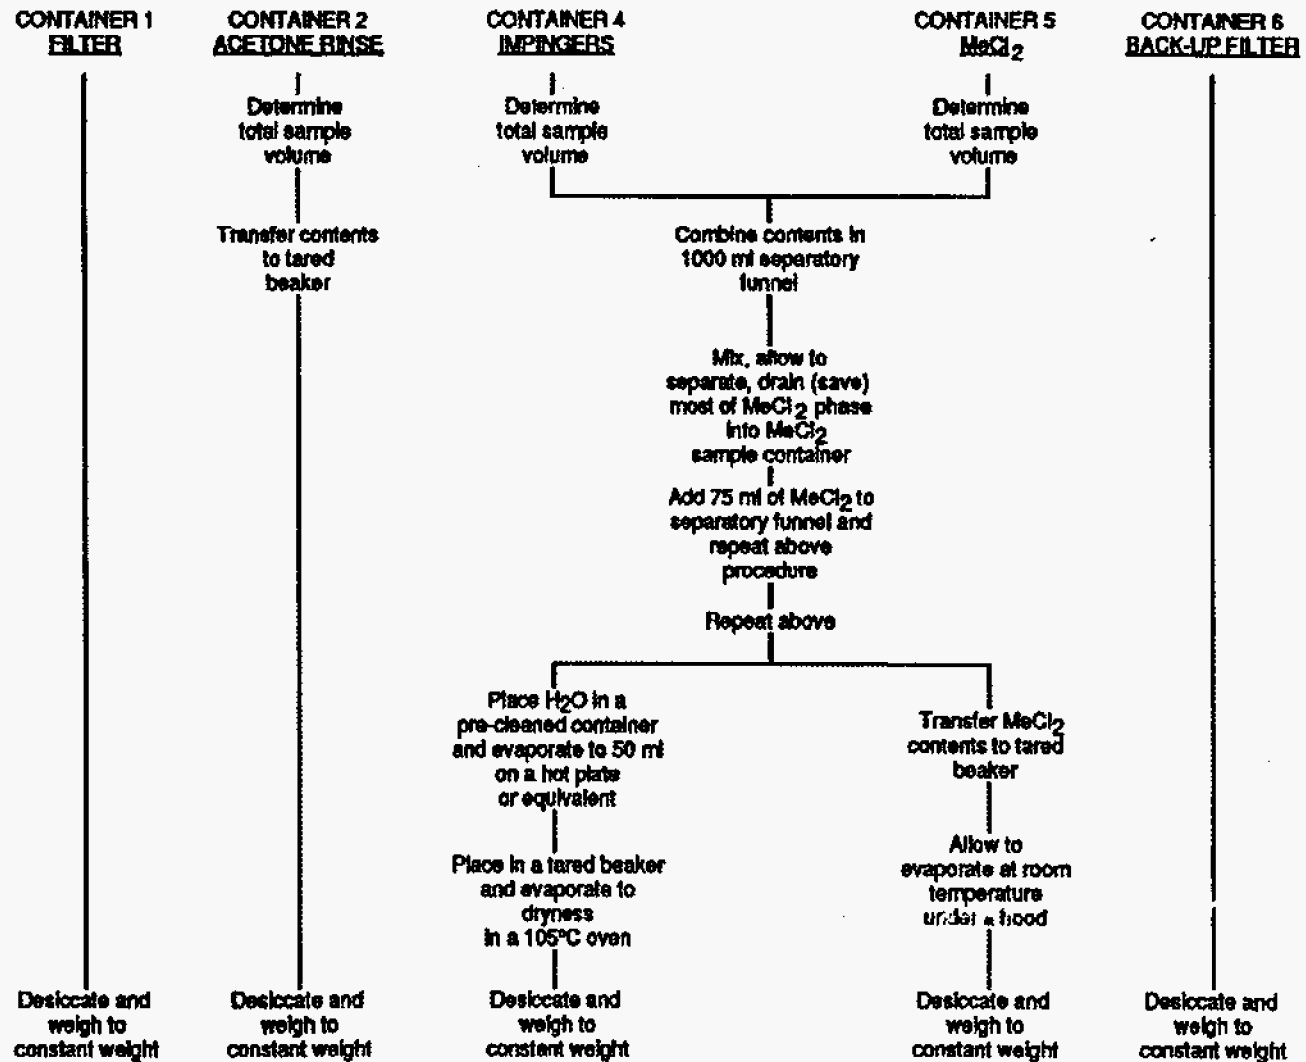 CONTAINER 1
FILTER
CONTAINER 2
ACETONE RINSE
CONTAINER 4
IMPINGERS
CONTAINER 5
MeCl2
CONTAINER 6
BACK-UP FILTER
Determine
total sample
volume
Determine
total sample
volume
Determine
total sample
volume
Transfer contents
to tared
beaker
Combine contents in
1000 ml separatory
funnel
Mix, allow to
separate, drain (save)
most of MeCl2 phase
into MeCl2
sample container
Add 75 ml of MeCl2 to
separatory funnel and
repeat above
procedure
Repeat above
Place H2O in a
pre-cleaned container
and evaporate to 50 ml
on a hot plate
or equivalent
Transfer MeCl2
contents to tared
beaker
Place in a tared beaker
and evaporate to
dryness
in a 105°C oven
Allow to
evaporate at room
temperature
under a hood
Desiccate and
weigh to
constant weight
Desiccate and
weigh to
constant weight
Desiccate and
weigh to
constant weight
Desiccate and
weigh to
constant weight
Desiccate and
weigh to
constant weight